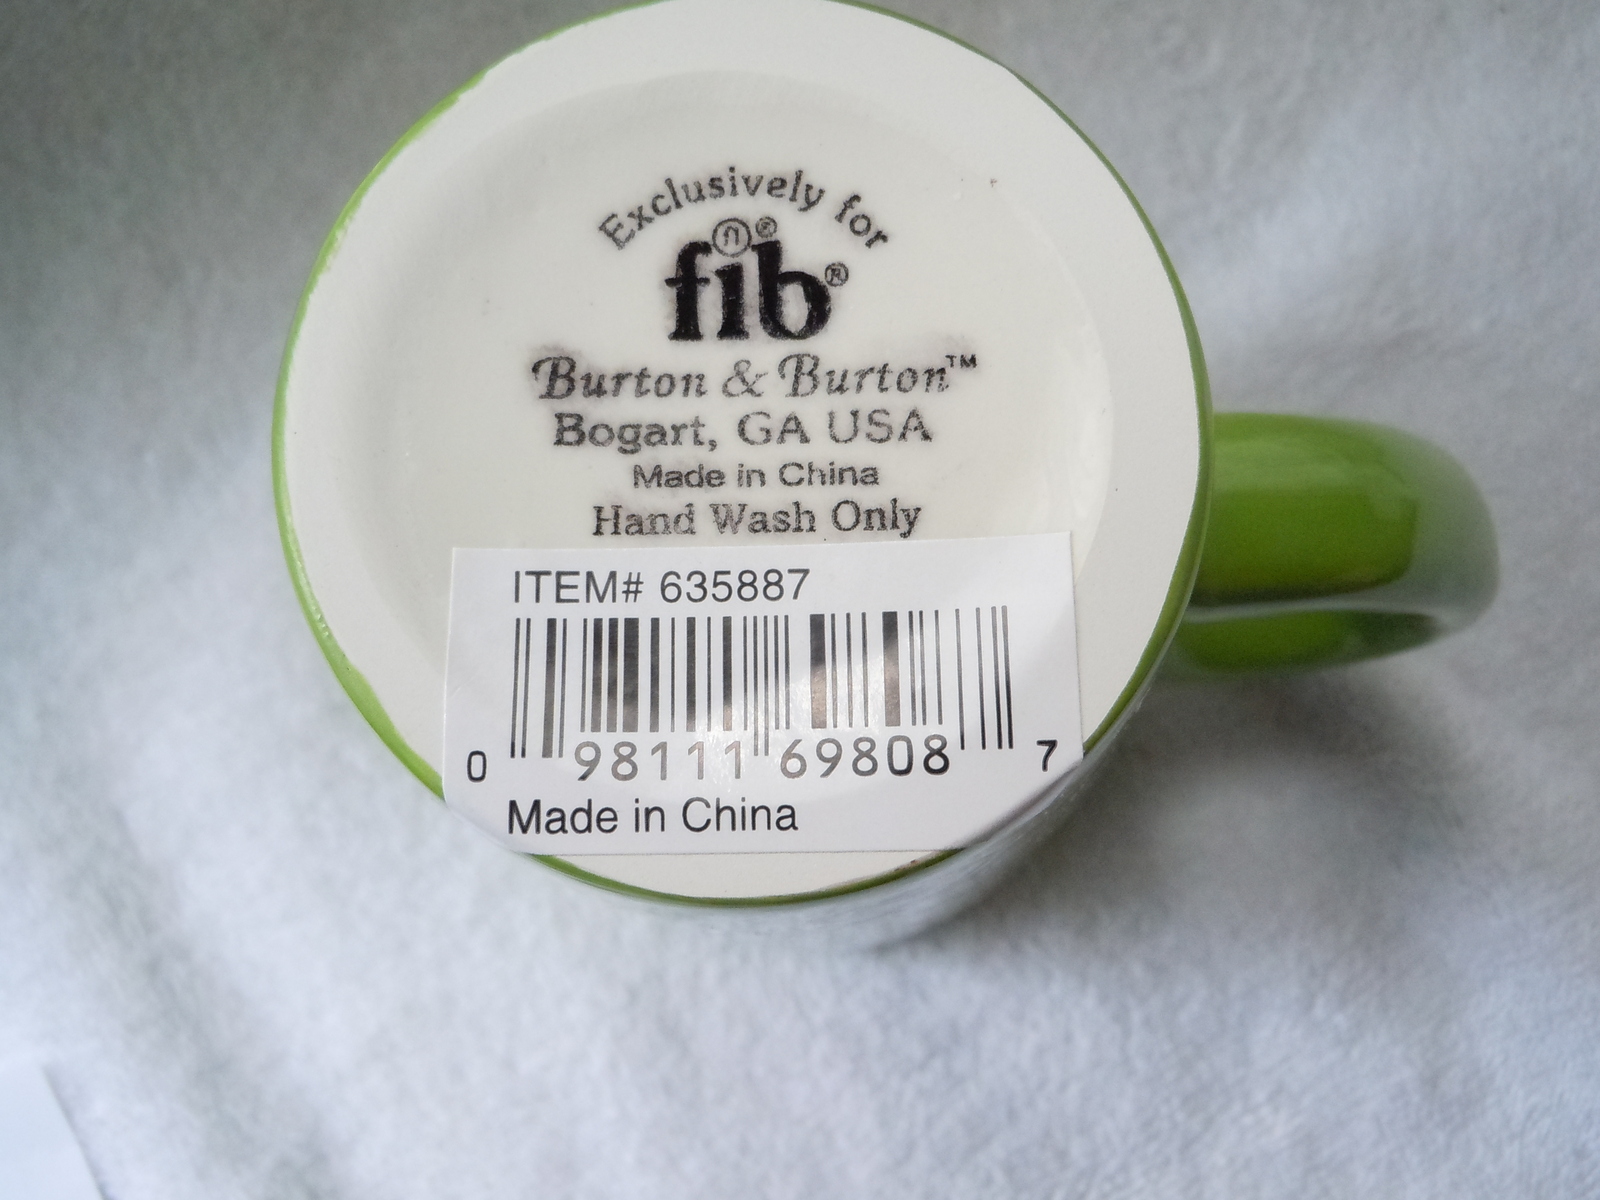 Exclusively for
fib®
Burton & Burton™
Bogart, GA USA
Made in China
Hand Wash Only
ITEM# 635887
0 98111 69808 7
Made in China